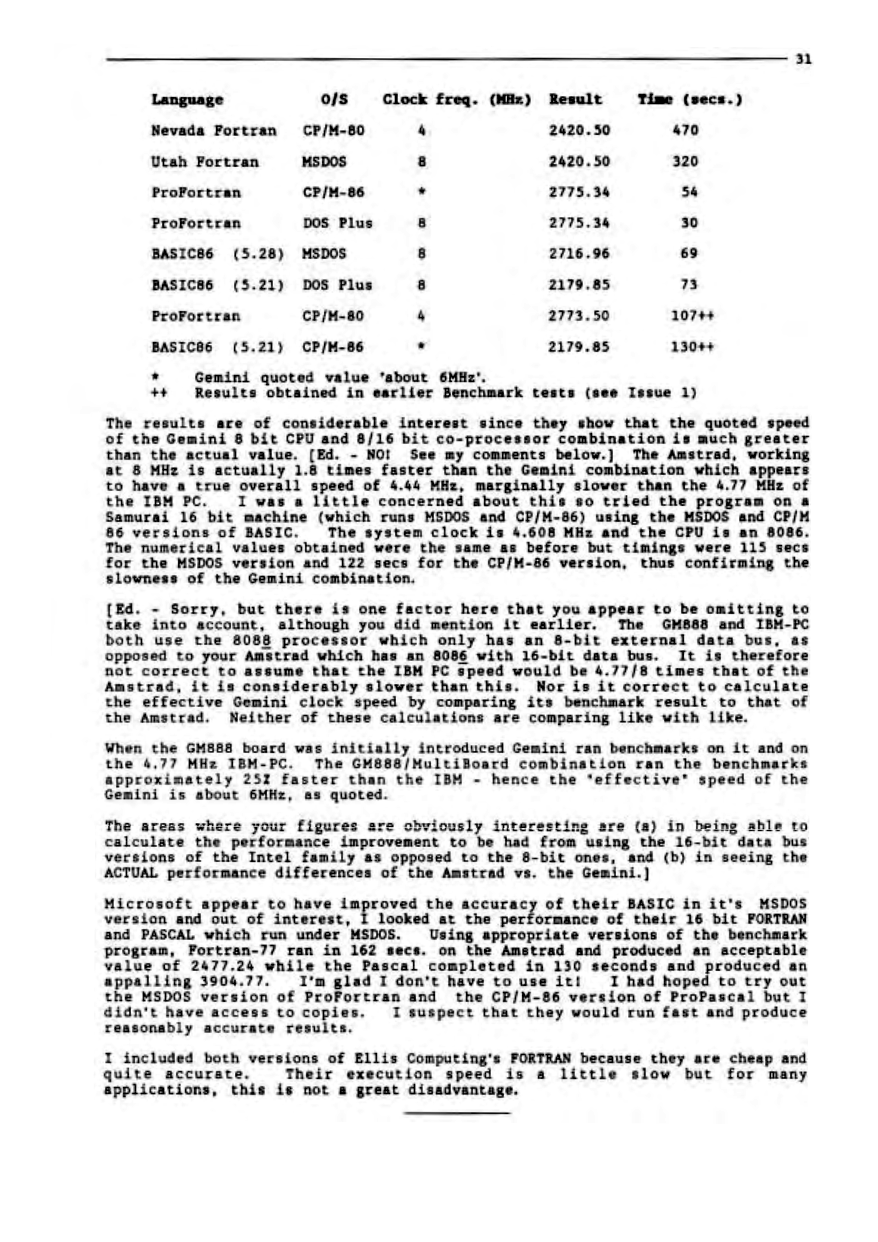 31
Language O/S Clock freq. (MHz) Result Time (secs.)
Nevada Fortran CP/M-80 4 2420.50 470
Utah Fortran MSDOS 8 2420.50 320
ProFortran CP/M-86 * 2775.34 54
ProFortran DOS Plus 8 2775.34 30
BASIC86 (5.28) MSDOS 8 2716.96 69
BASIC86 (5.21) DOS Plus 8 2179.85 73
ProFortran CP/M-80 4 2773.50 107++
BASIC86 (5.21) CP/M-86 * 2179.85 130++
* Gemini quoted value 'about 6MHz'.
++ Results obtained in earlier Benchmark tests (see Issue 1)
The results are of considerable interest since they show that the quoted speed
of the Gemini 8 bit CPU and 8/16 bit co-processor combination is much greater
than the actual value. [Ed. - NO! See my comments below.] The Amstrad, working
at 8 MHz is actually 1.8 times faster than the Gemini combination which appears
to have a true overall speed of 4.44 MHz, marginally slower than the 4.77 MHz of
the IBM PC. I was a little concerned about this so tried the program on a
Samurai 16 bit machine (which runs MSDOS and CP/M-86) using the MSDOS and CP/M
86 versions of BASIC. The system clock is 4.608 MHz and the CPU is an 8086.
The numerical values obtained were the same as before but timings were 115 secs
for the MSDOS version and 122 secs for the CP/M-86 version, thus confirming the
slowness of the Gemini combination.
[Ed. - Sorry, but there is one factor here that you appear to be omitting to
take into account, although you did mention it earlier. The GM888 and IBM-PC
both use the 8088 processor which only has an 8-bit external data bus, as
opposed to your Amstrad which has an 8086 with 16-bit data bus. It is therefore
not correct to assume that the IBM PC speed would be 4.77/8 times that of the
Amstrad, it is considerably slower than this. Nor is it correct to calculate
the effective Gemini clock speed by comparing its benchmark result to that of
the Amstrad. Neither of these calculations are comparing like with like.
When the GM888 board was initially introduced Gemini ran benchmarks on it and on
the 4.77 MHz IBM-PC. The GM888/MultiBoard combination ran the benchmarks
approximately 25% faster than the IBM - hence the 'effective' speed of the
Gemini is about 6MHz, as quoted.
The areas where your figures are obviously interesting are (a) in being able to
calculate the performance improvement to be had from using the 16-bit data bus
versions of the Intel family as opposed to the 8-bit ones, and (b) in seeing the
ACTUAL performance differences of the Amstrad vs. the Gemini.]
Microsoft appear to have improved the accuracy of their BASIC in it's MSDOS
version and out of interest, I looked at the performance of their 16 bit FORTRAN
and PASCAL which run under MSDOS. Using appropriate versions of the benchmark
program, Fortran-77 ran in 162 secs. on the Amstrad and produced an acceptable
value of 2477.24 while the Pascal completed in 130 seconds and produced an
appalling 3904.77. I'm glad I don't have to use it! I had hoped to try out
the MSDOS version of ProFortran and the CP/M-86 version of ProPascal but I
didn't have access to copies. I suspect that they would run fast and produce
reasonably accurate results.
I included both versions of Ellis Computing's FORTRAN because they are cheap and
quite accurate. Their execution speed is a little slow but for many
applications, this is not a great disadvantage.